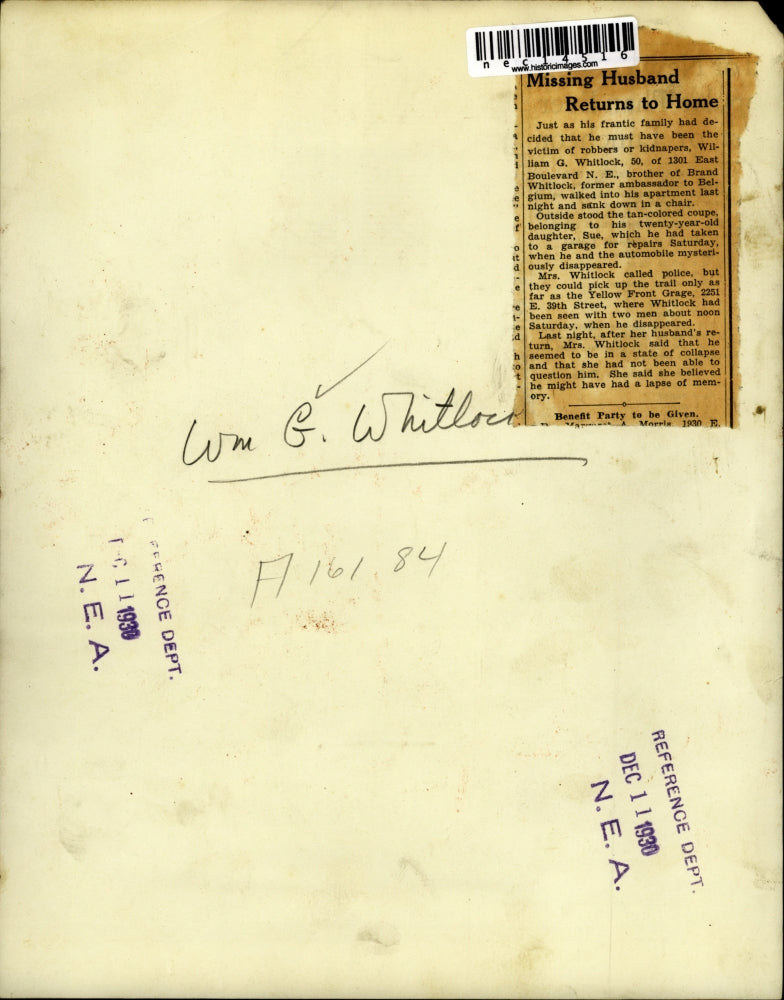 nec14516
www.historicimages.com
Missing Husband
Returns to Home
Just as his frantic family had de-
cided that he must have been the
victim of robbers or kidnapers, Wil-
liam G. Whitlock, 50, of 1301 East
Boulevard N. E., brother of Brand
Whitlock, former ambassador to Bel-
gium, walked into his apartment last
night and sank down in a chair.
Outside stood the tan-colored coupe,
belonging to his twenty-year-old
daughter, Sue, which he had taken
to a garage for repairs Saturday,
when he and the automobile mysteri-
ously disappeared.
Mrs. Whitlock called police, but
they could pick up the trail only as
far as the Yellow Front Grage, 2251
E. 39th Street, where Whitlock had
been seen with two men about noon
Saturday, when he disappeared.
Last night, after her husband's re-
turn, Mrs. Whitlock said that he
seemed to be in a state of collapse
and that she had not been able to
question him. She said she believed
he might have had a lapse of mem-
ory.
Benefit Party to be Given.
A. Morris, 1930 E.
Wm G. Whitlock
A 161 84
ERENCE DEPT.
11 1930
N. E. A.
REFERENCE DEPT.
DEC 11 1930
N. E. A.